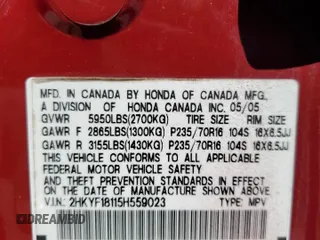 MFD. IN CANADA BY HONDA OF CANADA MFG.,
A DIVISION OF HONDA CANADA INC. 05/05
GVWR 5950LBS(2700KG) TIRE SIZE RIM SIZE
GAWR F 2865LBS(1300KG) P235/70R16 104S 16X6.5JJ
GAWR R 3155LBS(1430KG) P235/70R16 104S 16X6.5JJ
THIS VEHICLE CONFORMS TO ALL APPLICABLE
FEDERAL MOTOR VEHICLE SAFETY, BUMPER,
AND THEFT PREVENTION STANDARDS IN EFFECT
ON THE DATE OF MANUFACTURE SHOWN ABOVE.
V.I.N.: 2HKYF18115H559023 TYPE: MPV